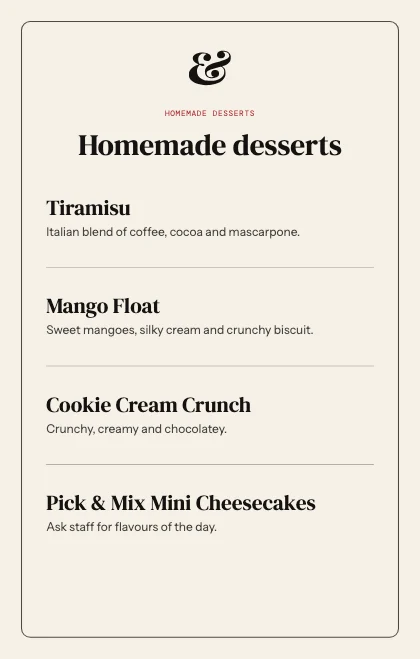 &
HOMEMADE DESSERTS
Homemade desserts
Tiramisu
Italian blend of coffee, cocoa and mascarpone.
Mango Float
Sweet mangoes, silky cream and crunchy biscuit.
Cookie Cream Crunch
Crunchy, creamy and chocolatey.
Pick & Mix Mini Cheesecakes
Ask staff for flavours of the day.